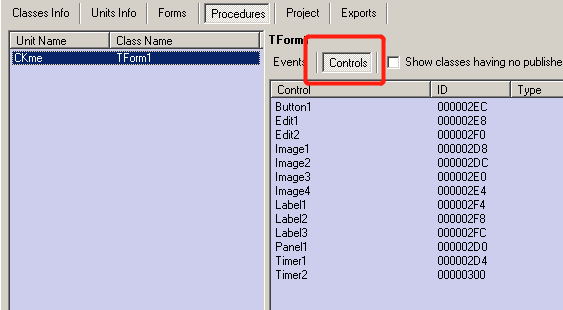 Classes Info Units Info Forms Procedures Project Exports
Unit Name Class Name
CKme TForm1
TForm
Events Controls Show classes having no publishe
Control ID Type
Button1 000002EC
Edit1 000002E8
Edit2 000002F0
Image1 000002D8
Image2 000002DC
Image3 000002E0
Image4 000002E4
Label1 000002F4
Label2 000002F8
Label3 000002FC
Panel1 000002D0
Timer1 000002D4
Timer2 00000300